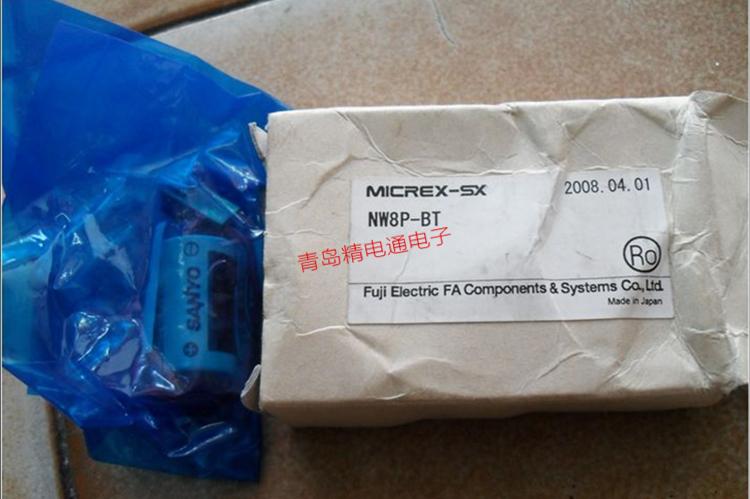 MICREX-SX 2008.04.01
NW8P-BT
青岛精电通电子
Ro
Fuji Electric FA Components & Systems Co., Ltd.
Made in Japan
SANYO